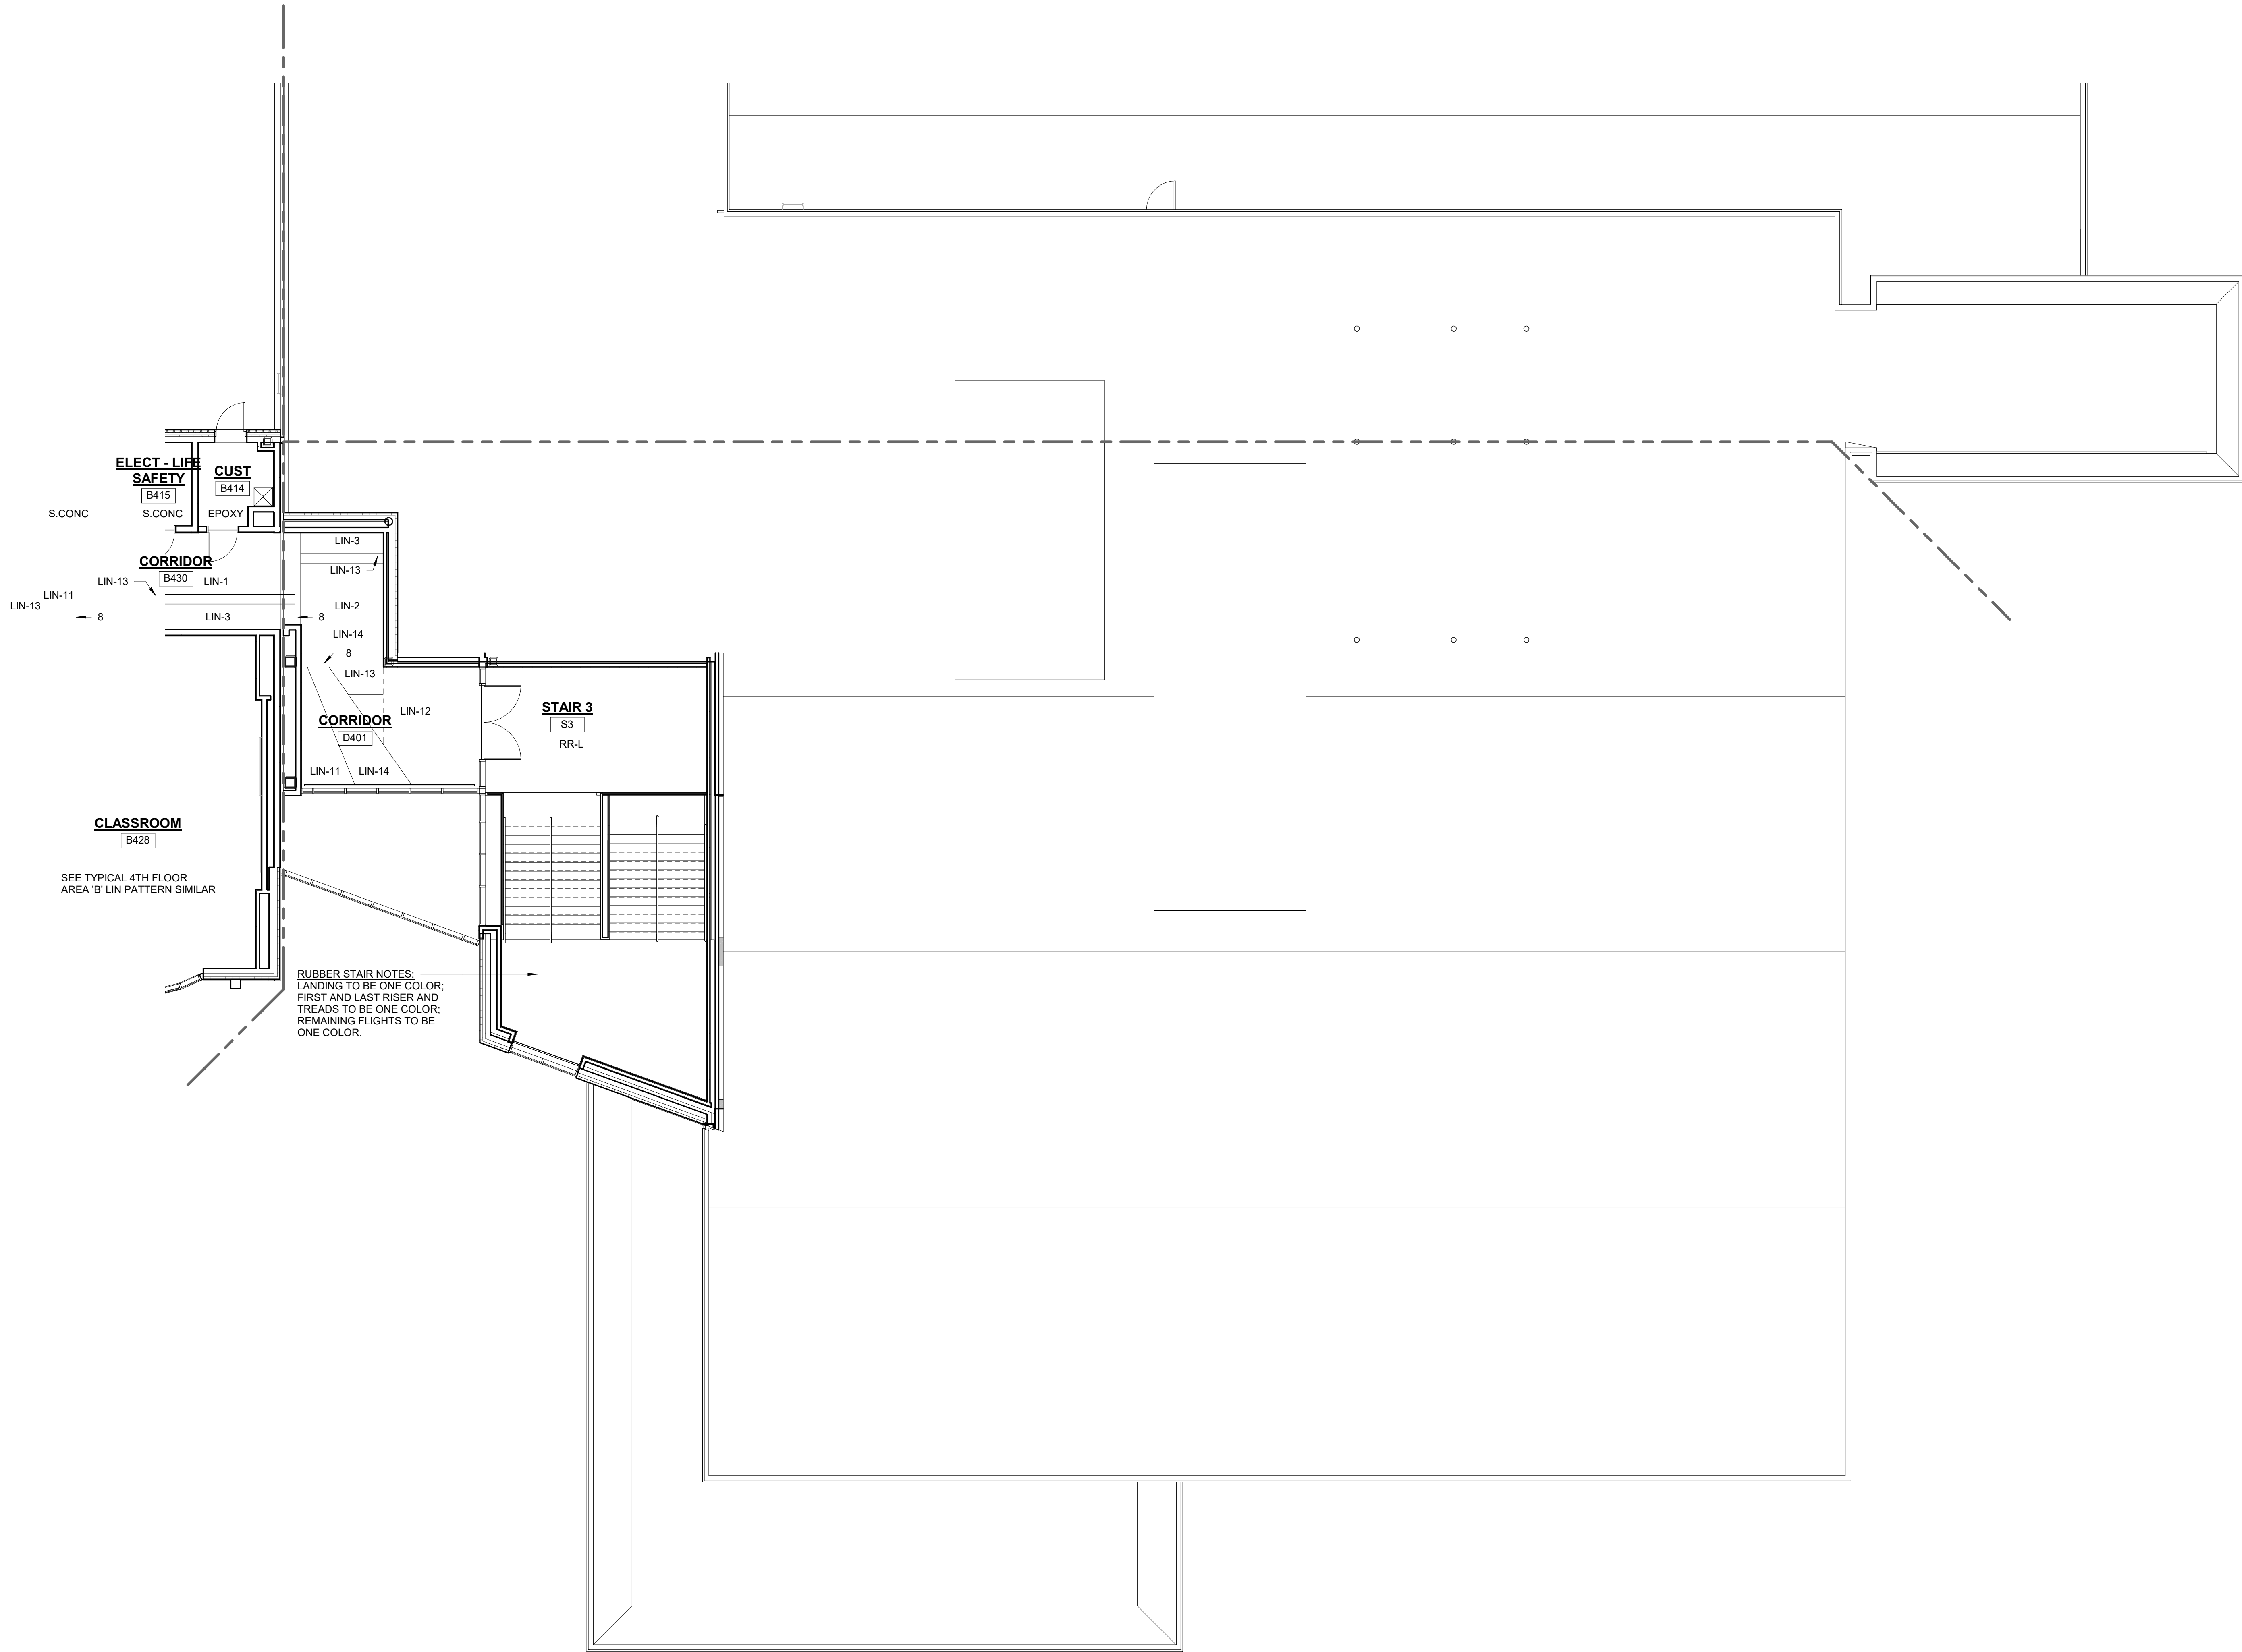 ELECT - LIFE
SAFETY
B415
CUST
B414
S.CONC
S.CONC
EPOXY
CORRIDOR
B430
LIN-13
LIN-1
LIN-11
LIN-13
8
LIN-3
8
LIN-3
LIN-13
LIN-2
LIN-14
8
LIN-13
LIN-12
CORRIDOR
D401
LIN-11
LIN-14
STAIR 3
S3
RR-L
CLASSROOM
B428
SEE TYPICAL 4TH FLOOR
AREA 'B' LIN PATTERN SIMILAR
RUBBER STAIR NOTES:
LANDING TO BE ONE COLOR;
FIRST AND LAST RISER AND
TREADS TO BE ONE COLOR;
REMAINING FLIGHTS TO BE
ONE COLOR.